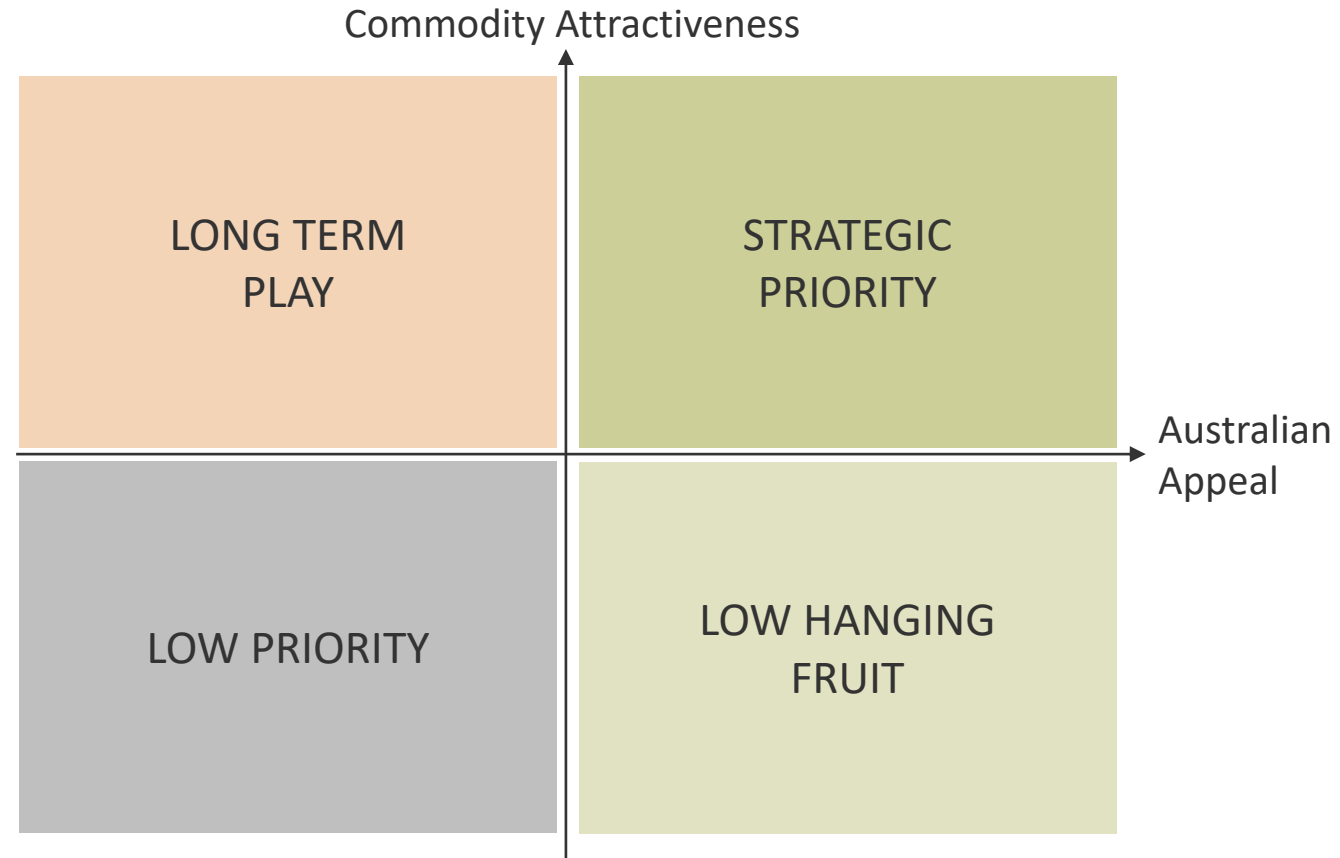 Commodity Attractiveness
LONG TERM
PLAY
STRATEGIC
PRIORITY
Australian
Appeal
LOW PRIORITY
LOW HANGING
FRUIT